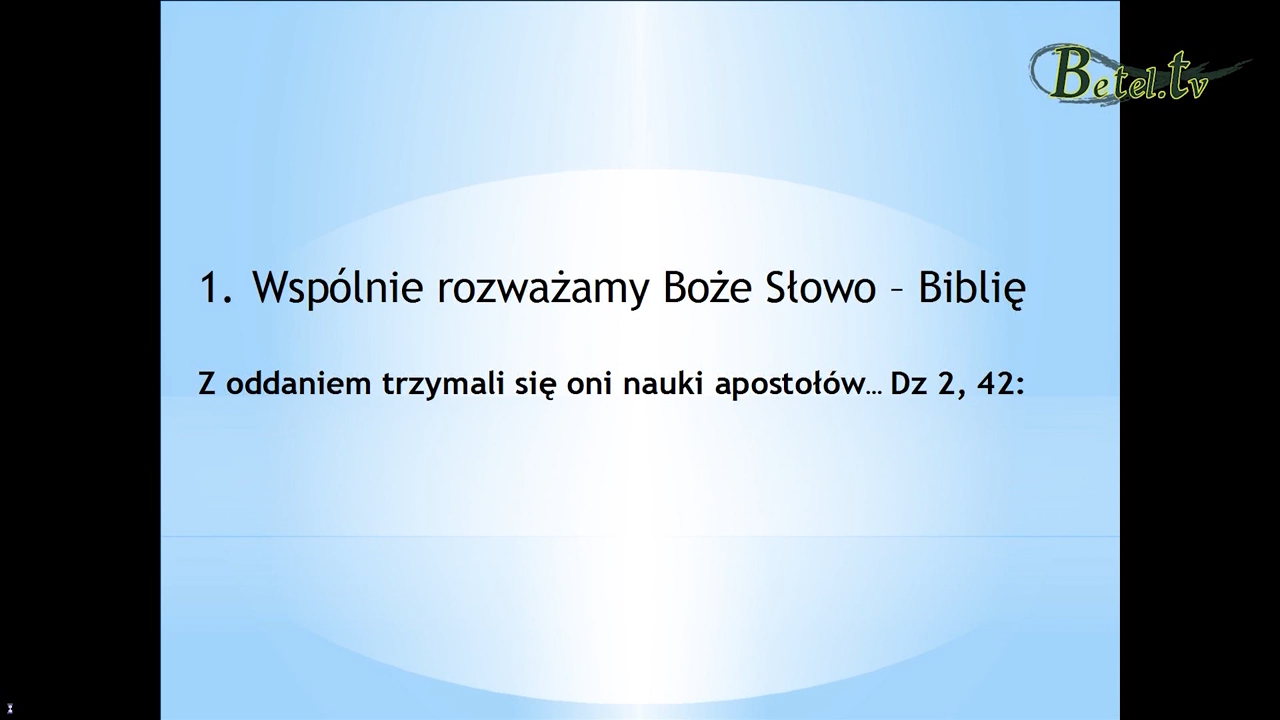 Betel.tv
1. Wspólnie rozważamy Boże Słowo – Biblię
Z oddaniem trzymali się oni nauki apostołów… Dz 2, 42: